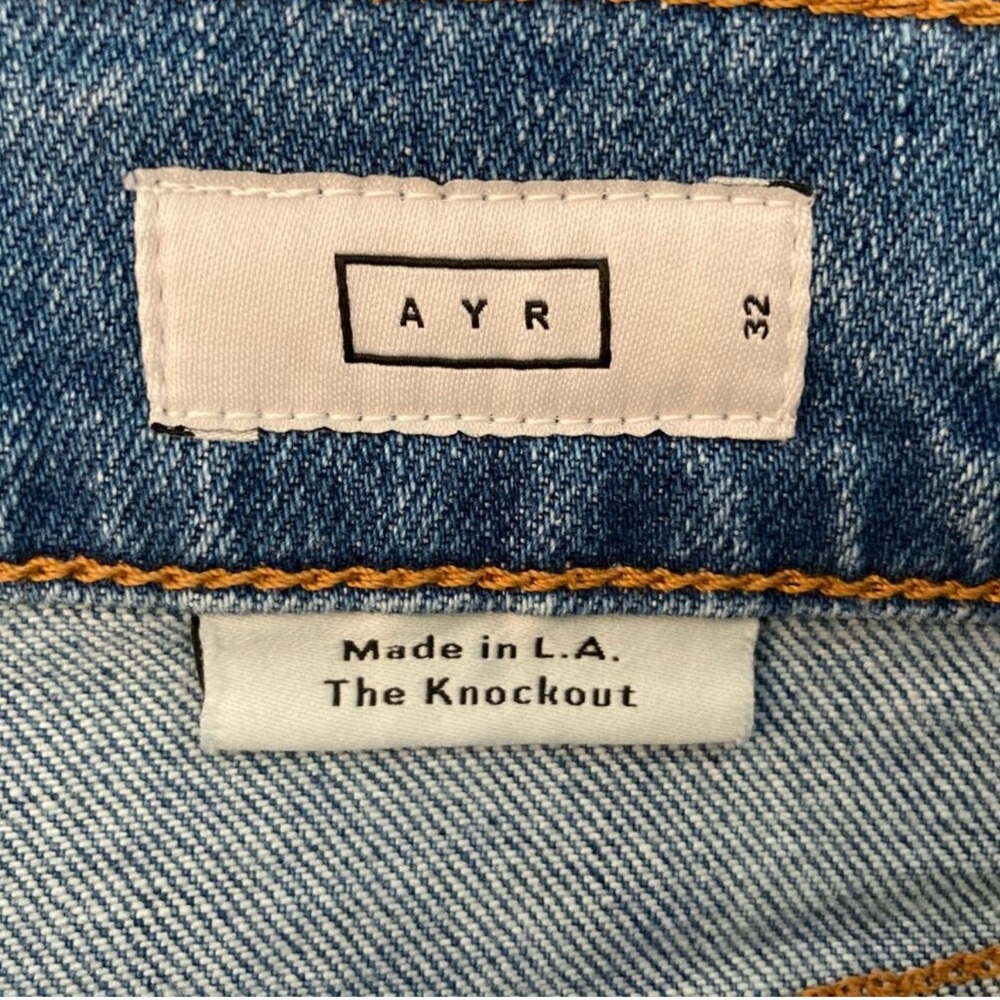 AYR
32
Made in L.A.
The Knockout